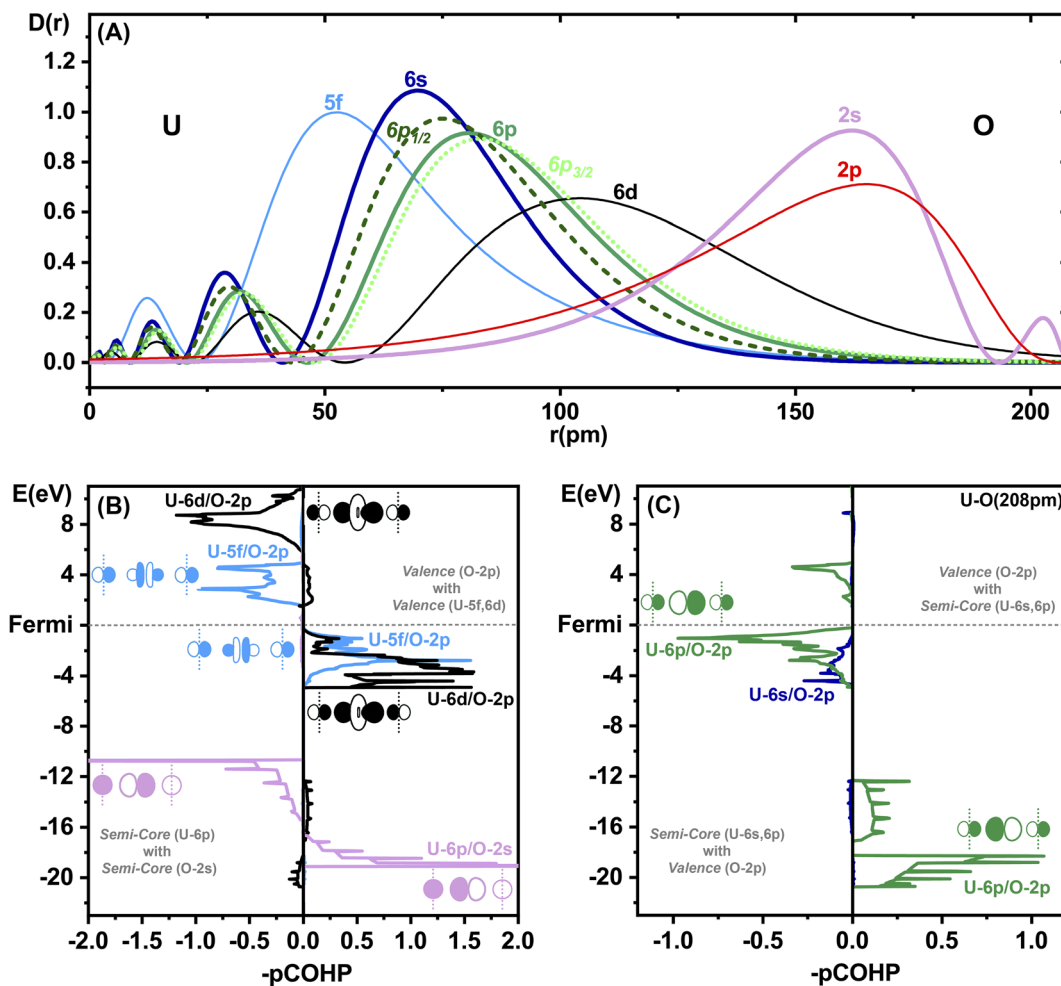 D(r)
(A)
1.2
1.0
0.8
0.6
0.4
0.2
0.0
U
5f
6s
6p1/2
6p
6p3/2
6d
2s
2p
O
0 50 100 150 200
r(pm)
E(eV)
(B)
8
4
Fermi
-4
-8
-12
-16
-20
U-6d/O-2p
U-5f/O-2p
Valence (O-2p)
with
Valence (U-5f,6d)
U-5f/O-2p
U-6d/O-2p
Semi-Core (U-6p)
with
Semi-Core (O-2s)
U-6p/O-2s
-2.0 -1.5 -1.0 -0.5 0.0 0.5 1.0 1.5 2.0
-pCOHP
E(eV)
(C)
U-O(208pm)
8
4
Fermi
-4
-8
-12
-16
-20
Valence (O-2p)
with
Semi-Core (U-6s,6p)
U-6p/O-2p
U-6s/O-2p
Semi-Core (U-6s,6p)
with
Valence (O-2p)
U-6p/O-2p
-1.0 -0.5 0.0 0.5 1.0
-pCOHP